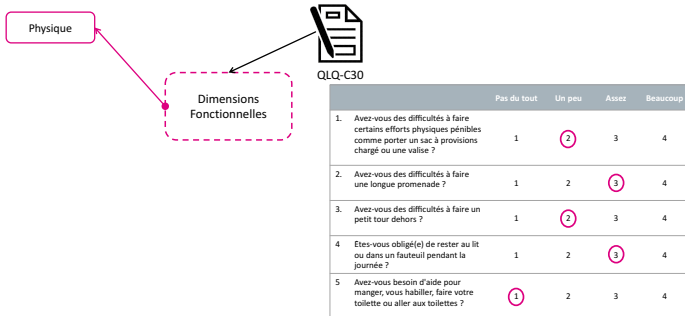 Physique
QLQ-C30
Dimensions
Fonctionnelles
Pas du tout Un peu Assez Beaucoup
1. Avez-vous des difficultés à faire
certains efforts physiques pénibles
comme porter un sac à provisions
chargé ou une valise ?
1 2 3 4
2. Avez-vous des difficultés à faire
une longue promenade ?
1 2 3 4
3. Avez-vous des difficultés à faire un
petit tour dehors ?
1 2 3 4
4 Etes-vous obligé(e) de rester au lit
ou dans un fauteuil pendant la
journée ?
1 2 3 4
5 Avez-vous besoin d'aide pour
manger, vous habiller, faire votre
toilette ou aller aux toilettes ?
1 2 3 4